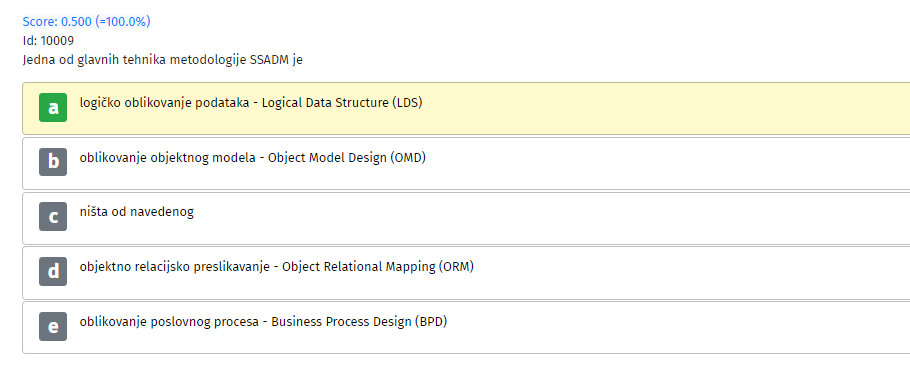 Score: 0.500 (=100.0%)
Id: 10009
Jedna od glavnih tehnika metodologije SSADM je
a logičko oblikovanje podataka - Logical Data Structure (LDS)
b oblikovanje objektnog modela - Object Model Design (OMD)
c ništa od navedenog
d objektno relacijsko preslikavanje - Object Relational Mapping (ORM)
e oblikovanje poslovnog procesa - Business Process Design (BPD)